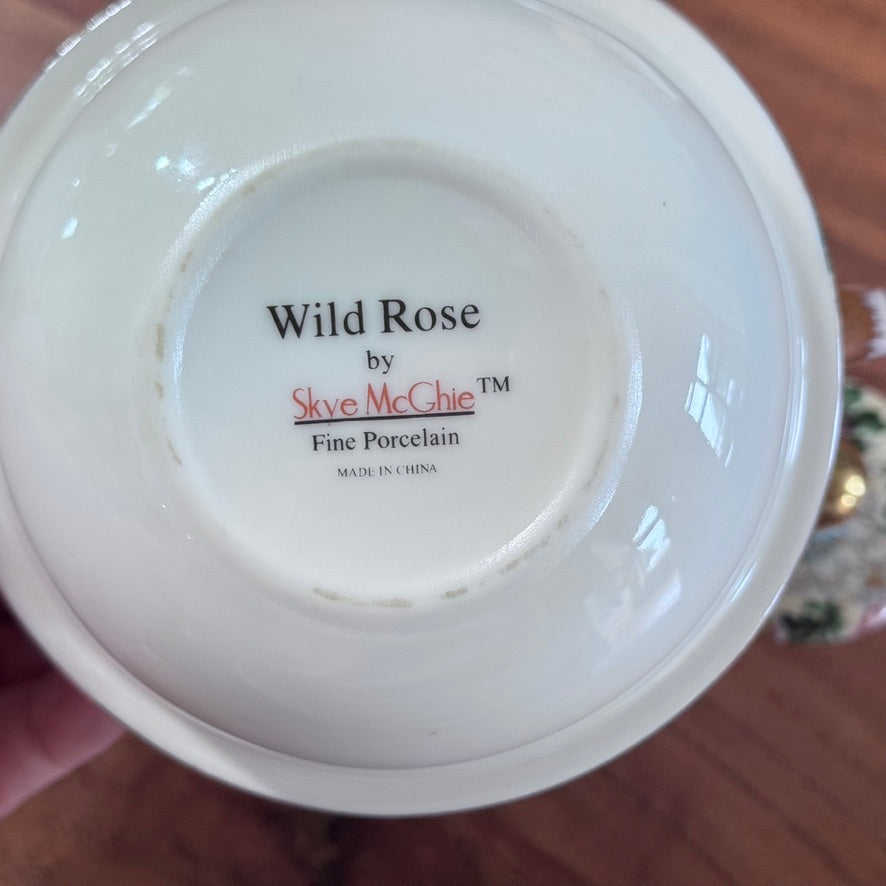 Wild Rose
by
Skye McGhie™
Fine Porcelain
MADE IN CHINA